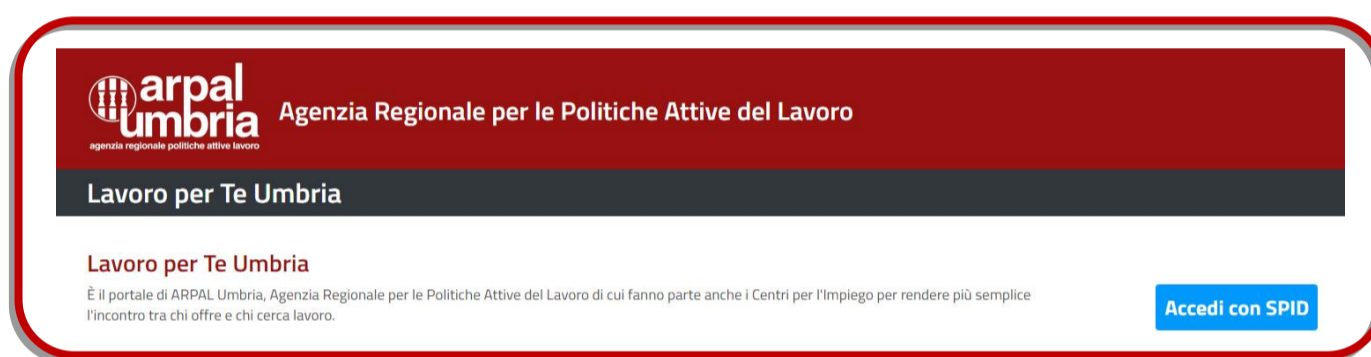 arpal
umbria
agenzia regionale politiche attive lavoro
Agenzia Regionale per le Politiche Attive del Lavoro
Lavoro per Te Umbria
Lavoro per Te Umbria
È il portale di ARPAL Umbria, Agenzia Regionale per le Politiche Attive del Lavoro di cui fanno parte anche i Centri per l'Impiego per rendere più semplice
l'incontro tra chi offre e chi cerca lavoro.
Accedi con SPID